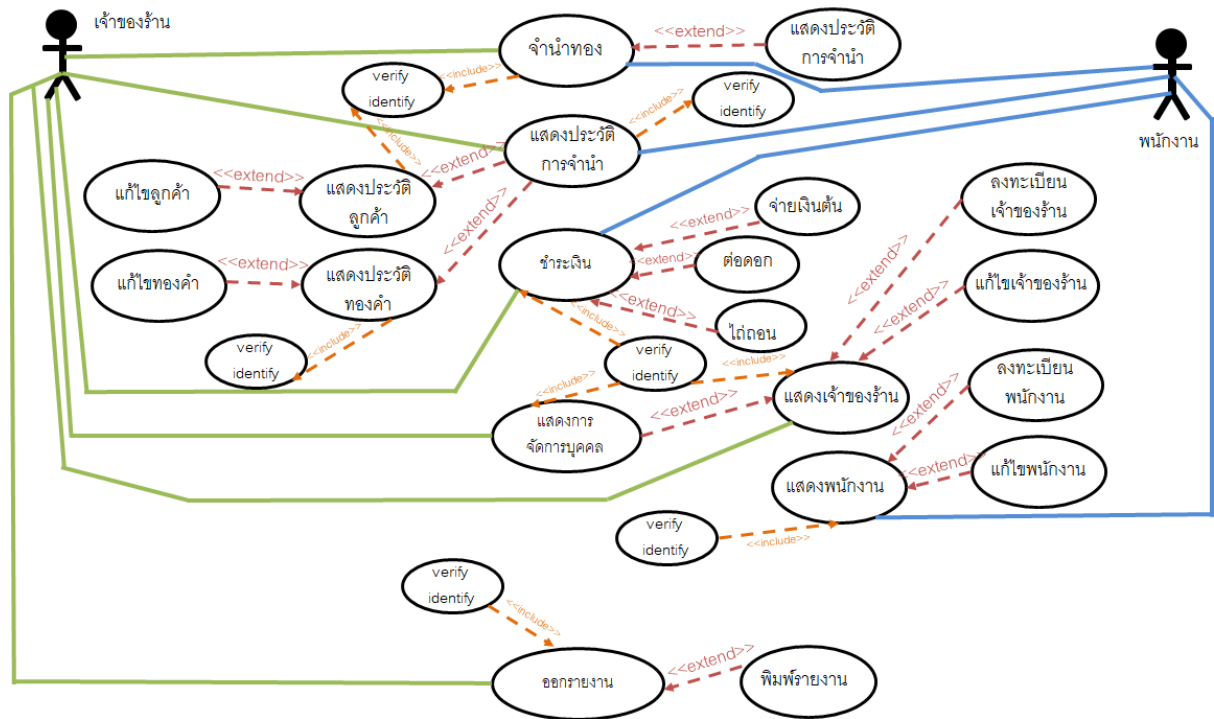 เจ้าของร้าน
จำนำทอง
<<extend>>
แสดงประวัติ
การจำนำ
verify
identify
<<include>>
verify
identify
<<include>>
พนักงาน
<<include>>
แสดงประวัติ
การจำนำ
<<extend>>
แก้ไขลูกค้า
<<extend>>
แสดงประวัติ
ลูกค้า
<<extend>>
จ่ายเงินต้น
<<extend>>
ลงทะเบียน
เจ้าของร้าน
<<extend>>
แก้ไขทองคำ
<<extend>>
แสดงประวัติ
ทองคำ
ชำระเงิน
<<extend>>
ต่อดอก
<<extend>>
ไถ่ถอน
แก้ไขเจ้าของร้าน
<<extend>>
verify
identify
<<include>>
<<include>>
verify
identify
<<include>>
<<include>>
แสดงเจ้าของร้าน
ลงทะเบียน
พนักงาน
<<extend>>
<<extend>>
แสดงการ
จัดการบุคคล
แสดงพนักงาน
<<extend>>
แก้ไขพนักงาน
verify
identify
<<include>>
verify
identify
<<include>>
ออกรายงาน
<<extend>>
พิมพ์รายงาน